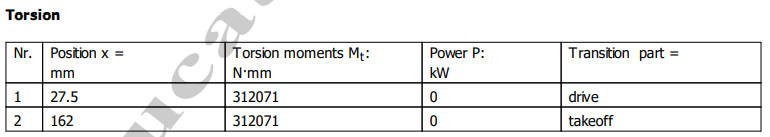 Torsion
Nr. Position x = Torsion moments Mt: Power P: Transition part =
mm N·mm kW
1 27.5 312071 0 drive
2 162 312071 0 takeoff